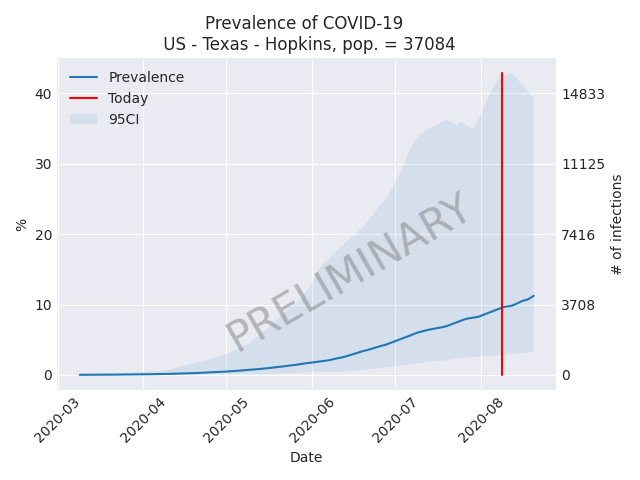 Prevalence of COVID-19
US - Texas - Hopkins, pop. = 37084
Prevalence
Today
95CI
40
30
20
10
0
%
14833
11125
7416
3708
0
# of infections
PRELIMINARY
2020-03
2020-04
2020-05
2020-06
2020-07
2020-08
Date